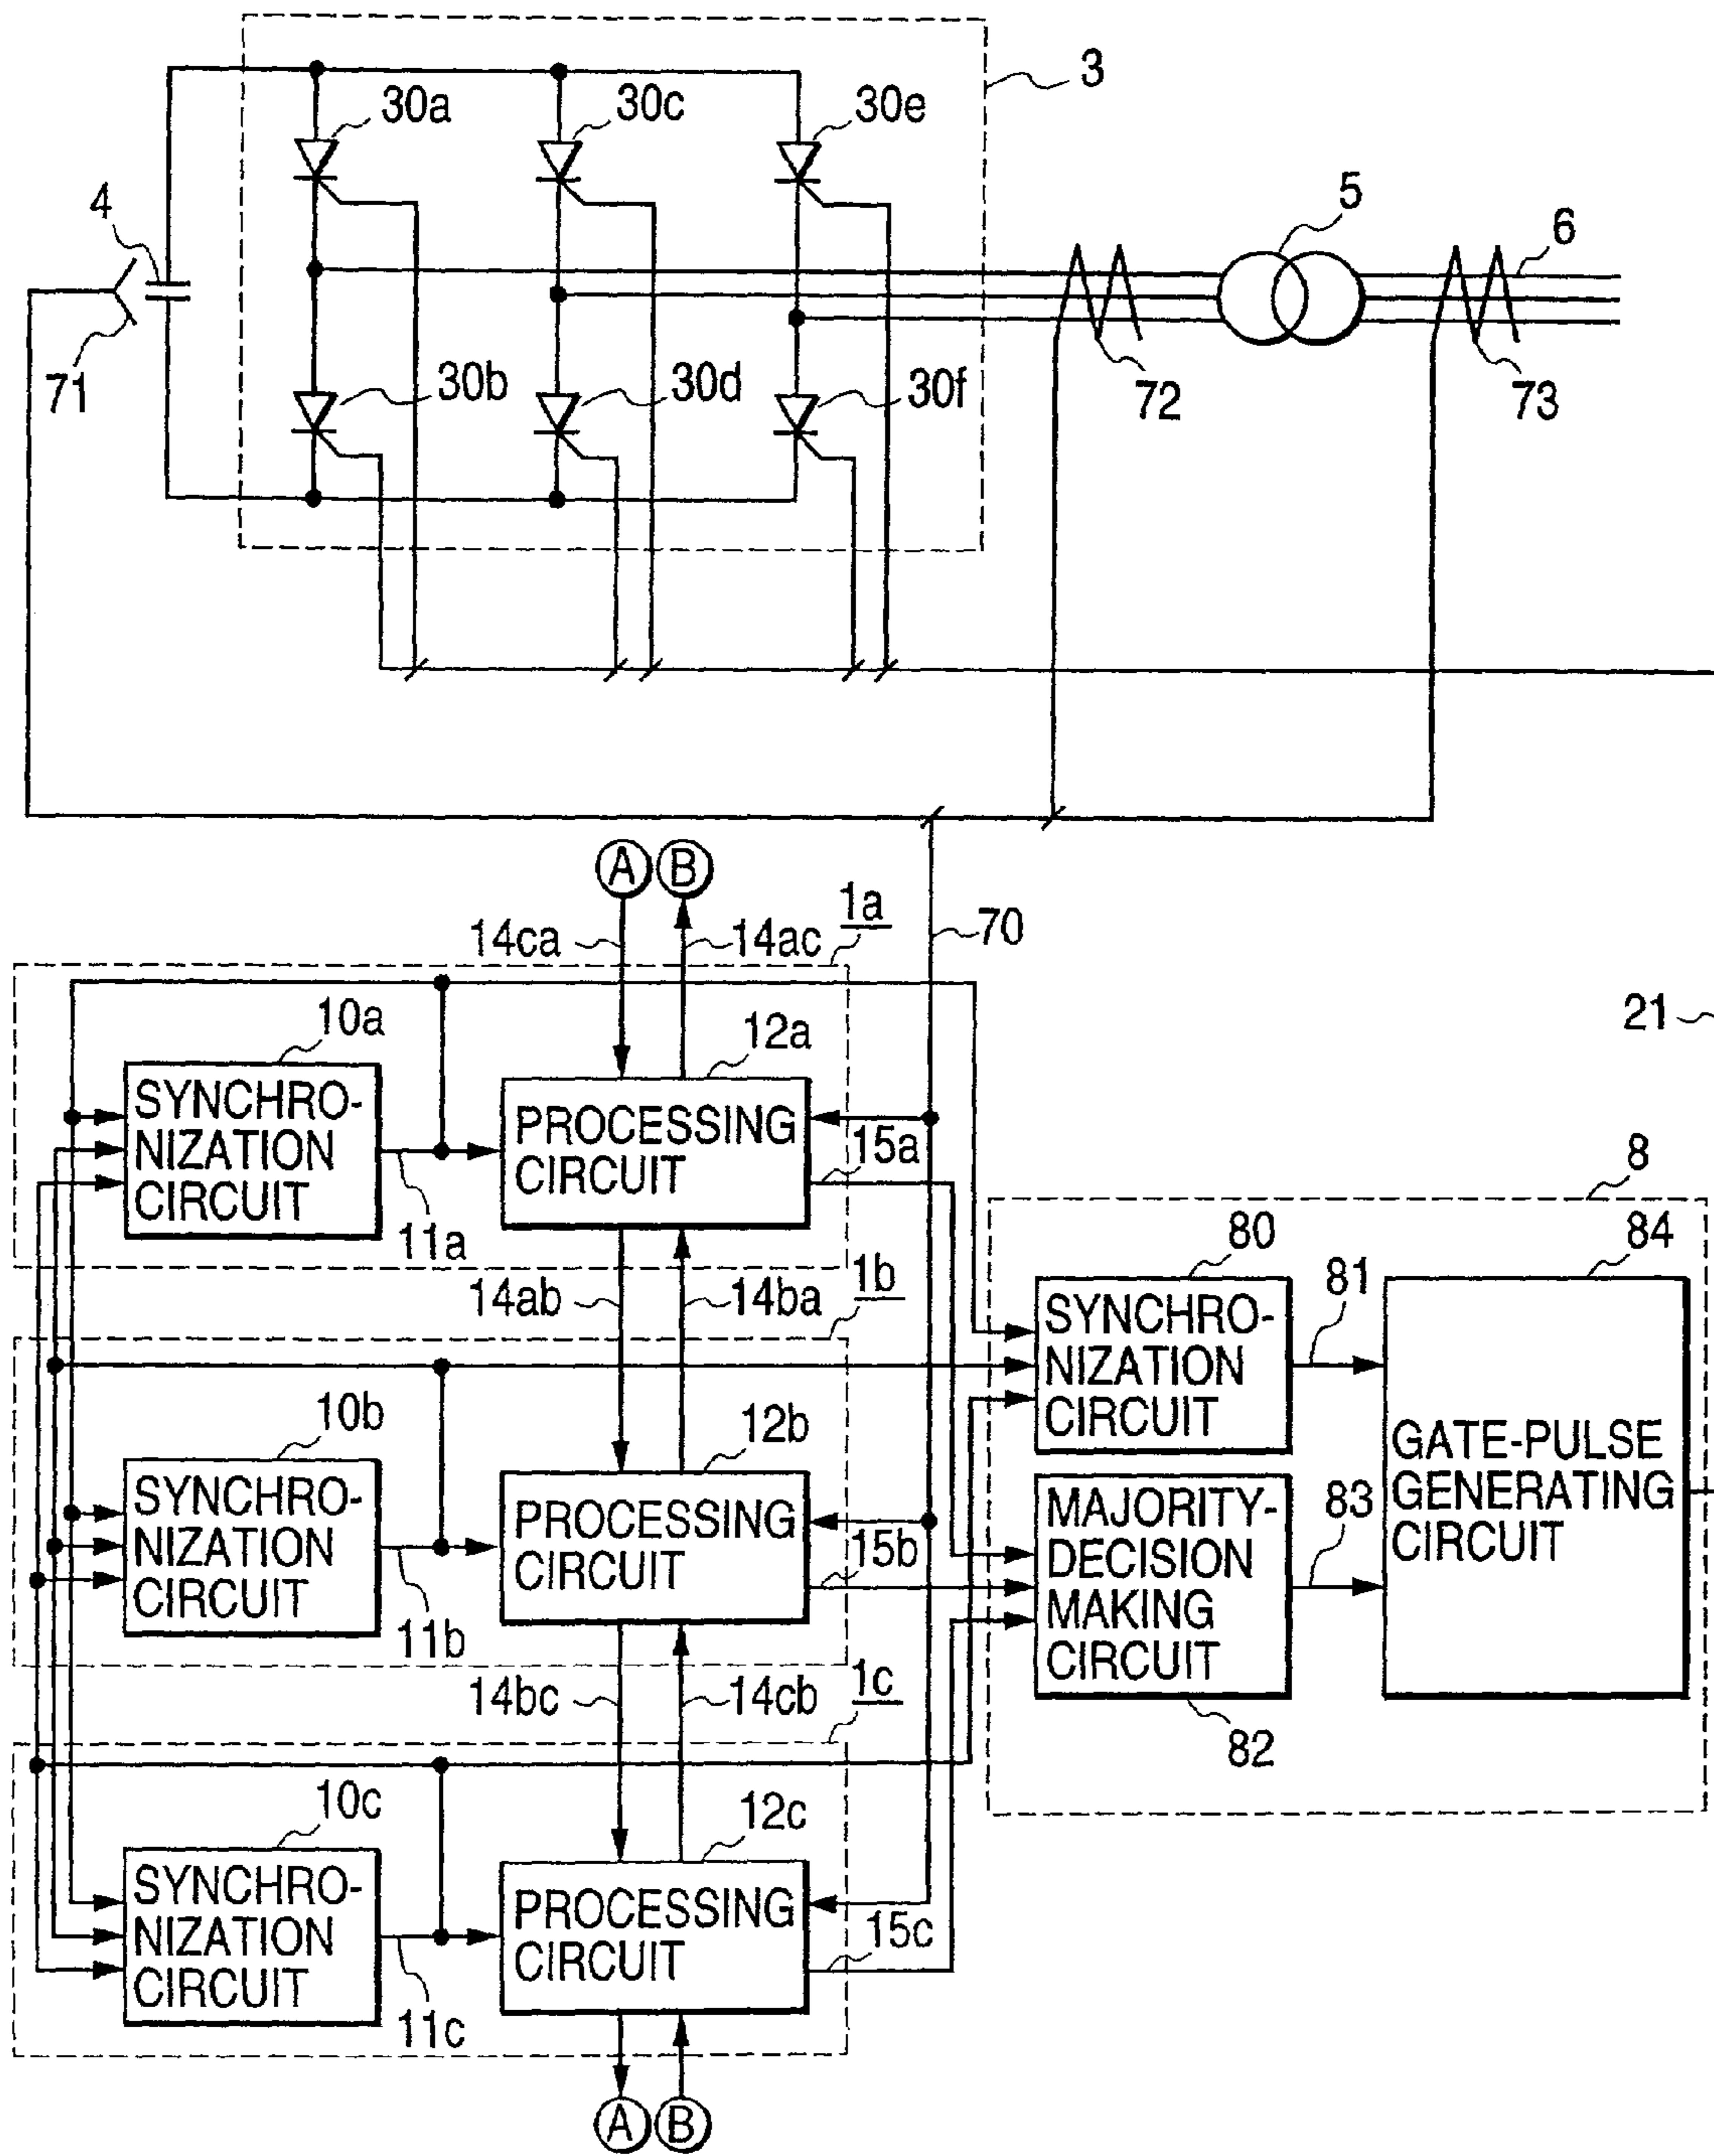 3
30a
30c
30e
4
5
6
71
30b
30d
30f
72
73
A
B
1a
14ca
14ac
70
10a
12a
21
SYNCHRO-
NIZATION
CIRCUIT
PROCESSING
CIRCUIT
15a
11a
8
80
84
14ab
14ba
1b
81
SYNCHRO-
NIZATION
CIRCUIT
10b
12b
GATE-PULSE
GENERATING
CIRCUIT
SYNCHRO-
NIZATION
CIRCUIT
PROCESSING
CIRCUIT
15b
MAJORITY-
DECISION
MAKING
CIRCUIT
83
11b
14bc
14cb
1c
82
10c
12c
SYNCHRO-
NIZATION
CIRCUIT
PROCESSING
CIRCUIT
15c
11c
A
B